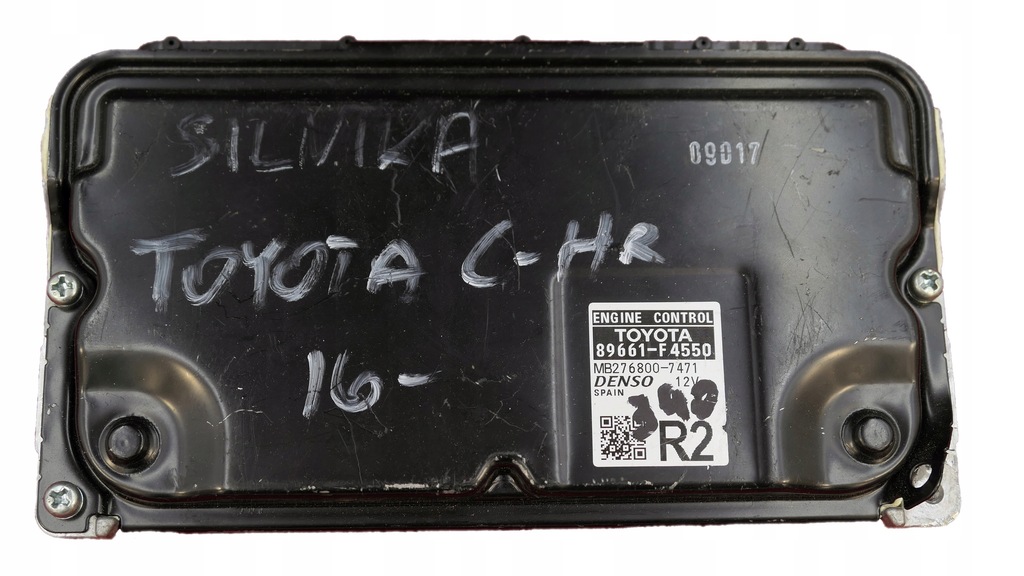 SILNIKA
09017
TOYOTA C-HR
16-
ENGINE CONTROL
TOYOTA
89661-F4550
MB276800-7471
DENSO 12V
SPAIN
R2